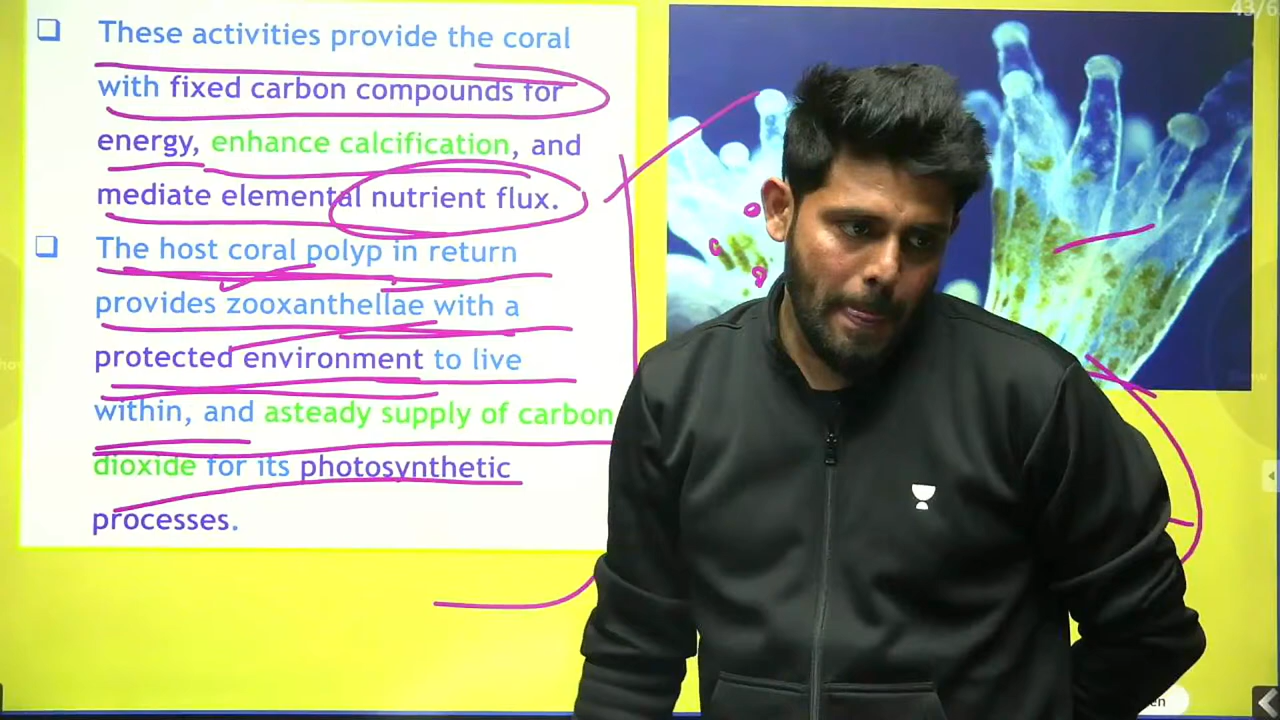 43/6
These activities provide the coral
with fixed carbon compounds for
energy, enhance calcification, and
mediate elemental nutrient flux.
The host coral polyp in return
provides zooxanthellae with a
protected environment to live
within, and asteady supply of carbon
dioxide for its photosynthetic
processes.